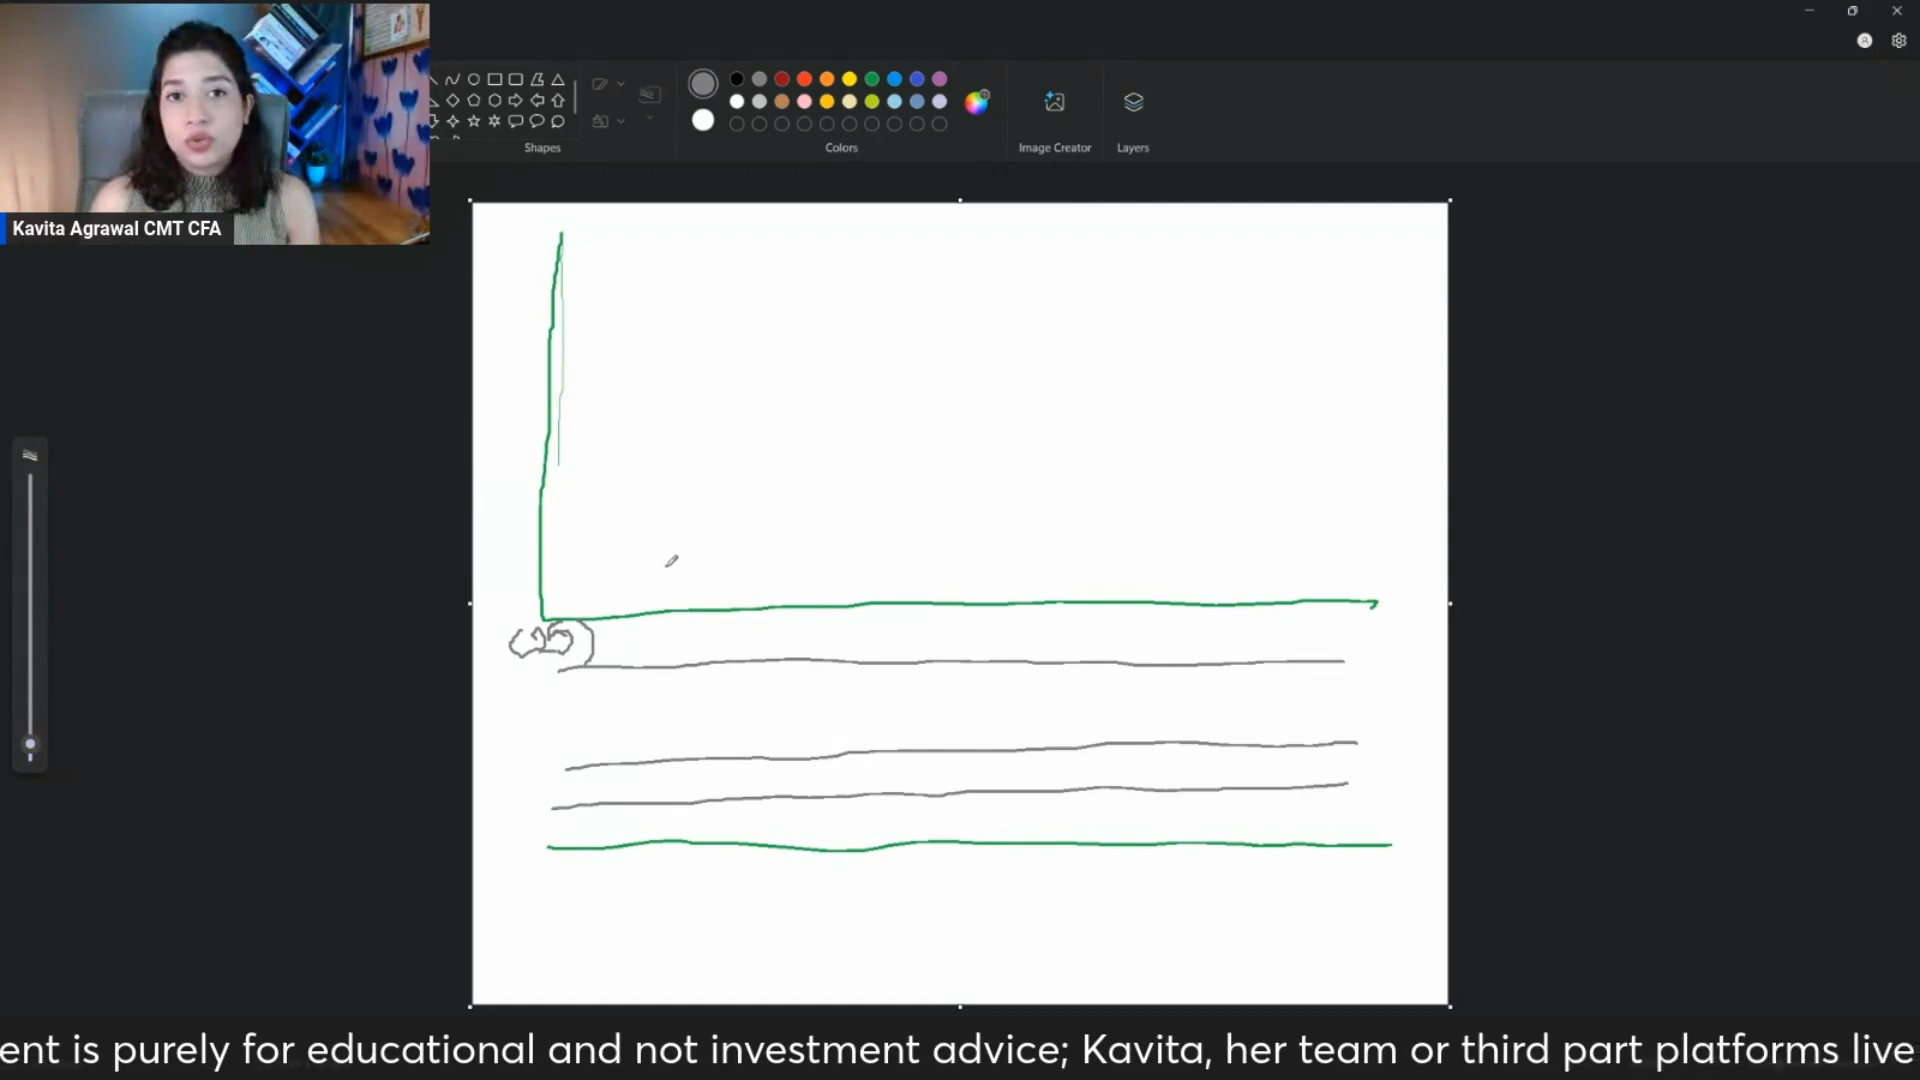 Kavita Agrawal CMT CFA
Shapes
Colors
Image Creator
Layers
ent is purely for educational and not investment advice; Kavita, her team or third part platforms live